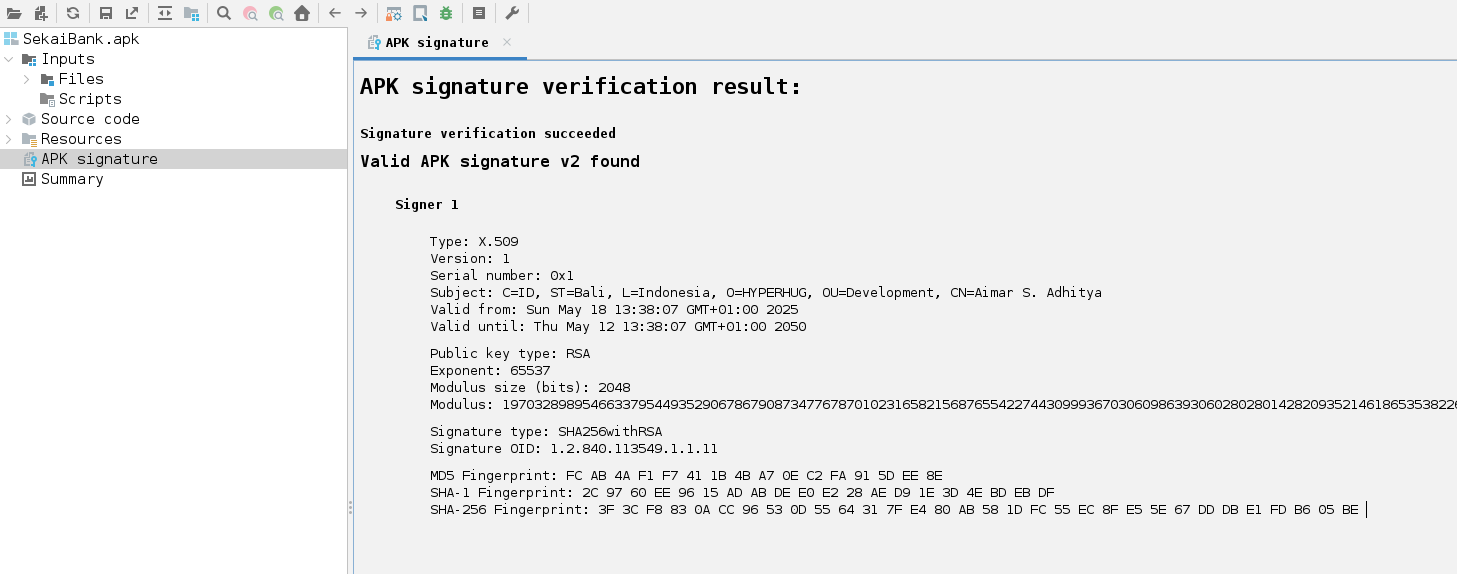 SekaiBank.apk
Inputs
Files
Scripts
Source code
Resources
APK signature
Summary
APK signature
APK signature verification result:
Signature verification succeeded
Valid APK signature v2 found
Signer 1
Type: X.509
Version: 1
Serial number: 0x1
Subject: C=ID, ST=Bali, L=Indonesia, O=HYPERHUG, OU=Development, CN=Aimar S. Adhitya
Valid from: Sun May 18 13:38:07 GMT+01:00 2025
Valid until: Thu May 12 13:38:07 GMT+01:00 2050
Public key type: RSA
Exponent: 65537
Modulus size (bits): 2048
Modulus: 197032898954663379544935290678679087347767870102316582156876554227443099936703060986393060280280142820935214618653538226
Signature type: SHA256withRSA
Signature OID: 1.2.840.113549.1.1.11
MD5 Fingerprint: FC AB 4A F1 F7 41 1B 4B A7 0E C2 FA 91 5D EE 8E
SHA-1 Fingerprint: 2C 97 60 EE 96 15 AD AB DE E0 E2 28 AE D9 1E 3D 4E BD EB DF
SHA-256 Fingerprint: 3F 3C F8 83 0A CC 96 53 0D 55 64 31 7F E4 80 AB 58 1D FC 55 EC 8F E5 5E 67 DD DB E1 FD B6 05 BE